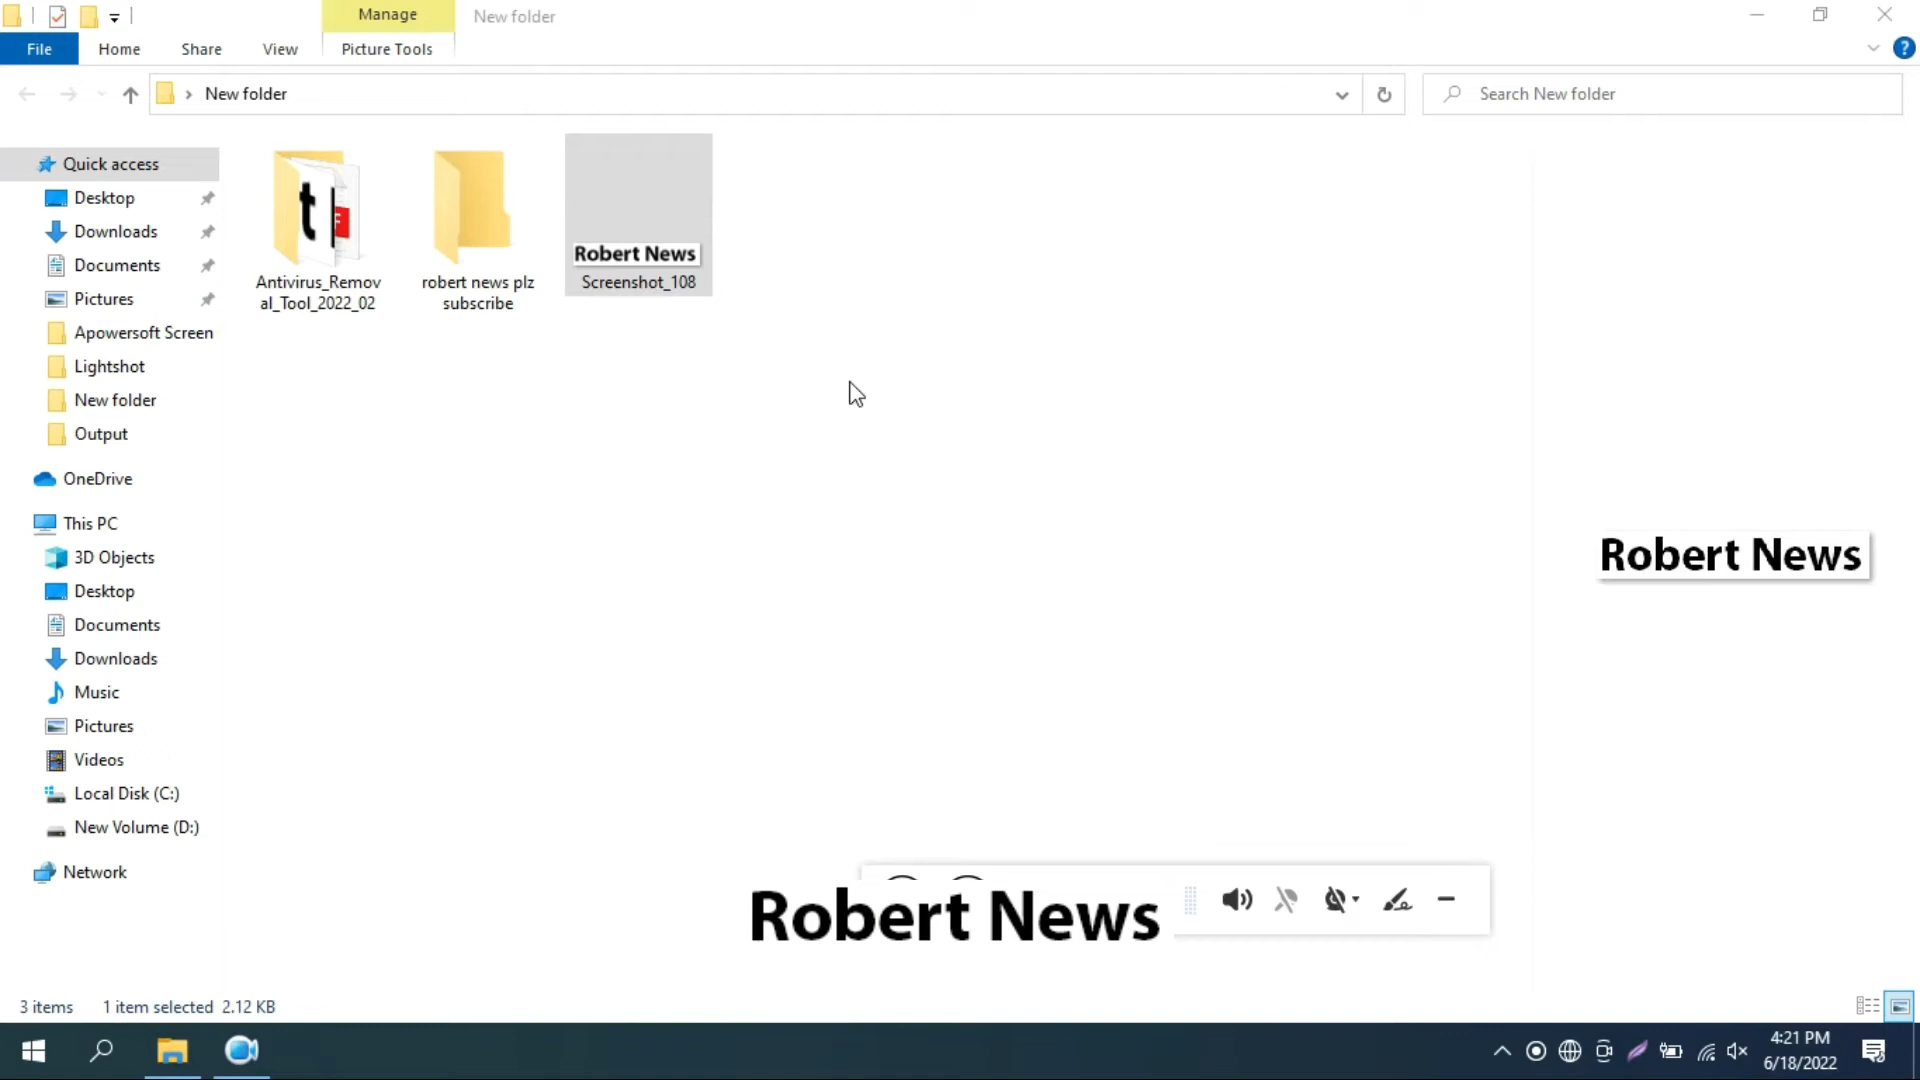 Manage
New folder
File
Home
Share
View
Picture Tools
?
New folder
Search New folder
Quick access
Desktop
Downloads
Documents
Pictures
Apowersoft Screen
Lightshot
New folder
Output
OneDrive
This PC
3D Objects
Desktop
Documents
Downloads
Music
Pictures
Videos
Local Disk (C:)
New Volume (D:)
Network
t
F
Antivirus_Remov
al_Tool_2022_02
robert news plz
subscribe
Robert News
Screenshot_108
Robert News
Robert News
3 items
1 item selected
2.12 KB
4:21 PM
6/18/2022